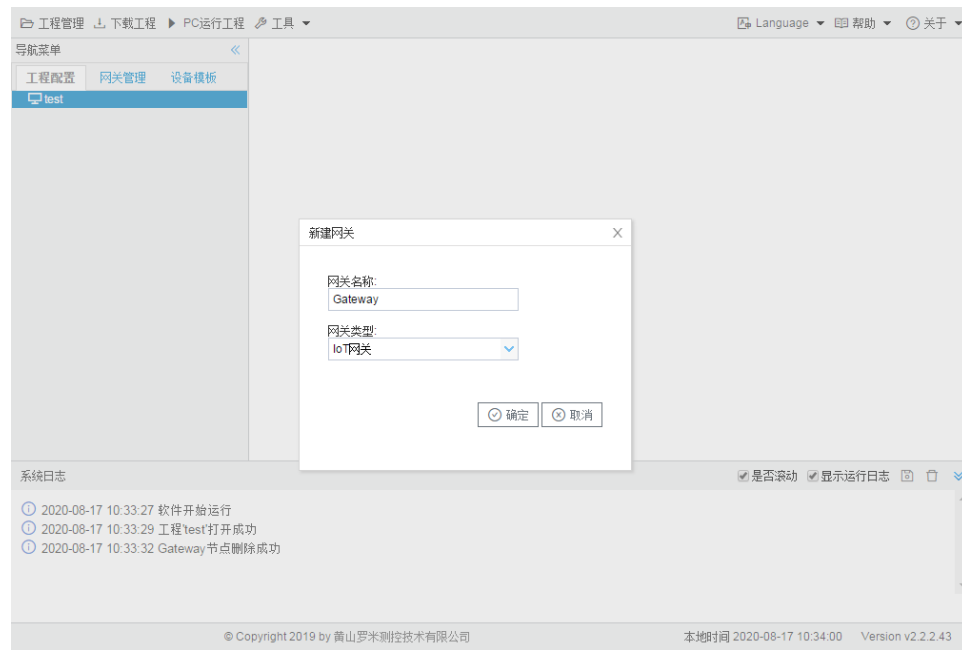 工程管理 下载工程 PC运行工程 工具 Language 帮助 关于
导航菜单
工程配置 网关管理 设备模板
test
新建网关
网关名称:
Gateway
网关类型:
IoT网关
确定 取消
系统日志 是否滚动 显示运行日志
2020-08-17 10:33:27 软件开始运行
2020-08-17 10:33:29 工程'test'打开成功
2020-08-17 10:33:32 Gateway节点删除成功
© Copyright 2019 by 黄山罗米测控技术有限公司 本地时间 2020-08-17 10:34:00 Version v2.2.2.43